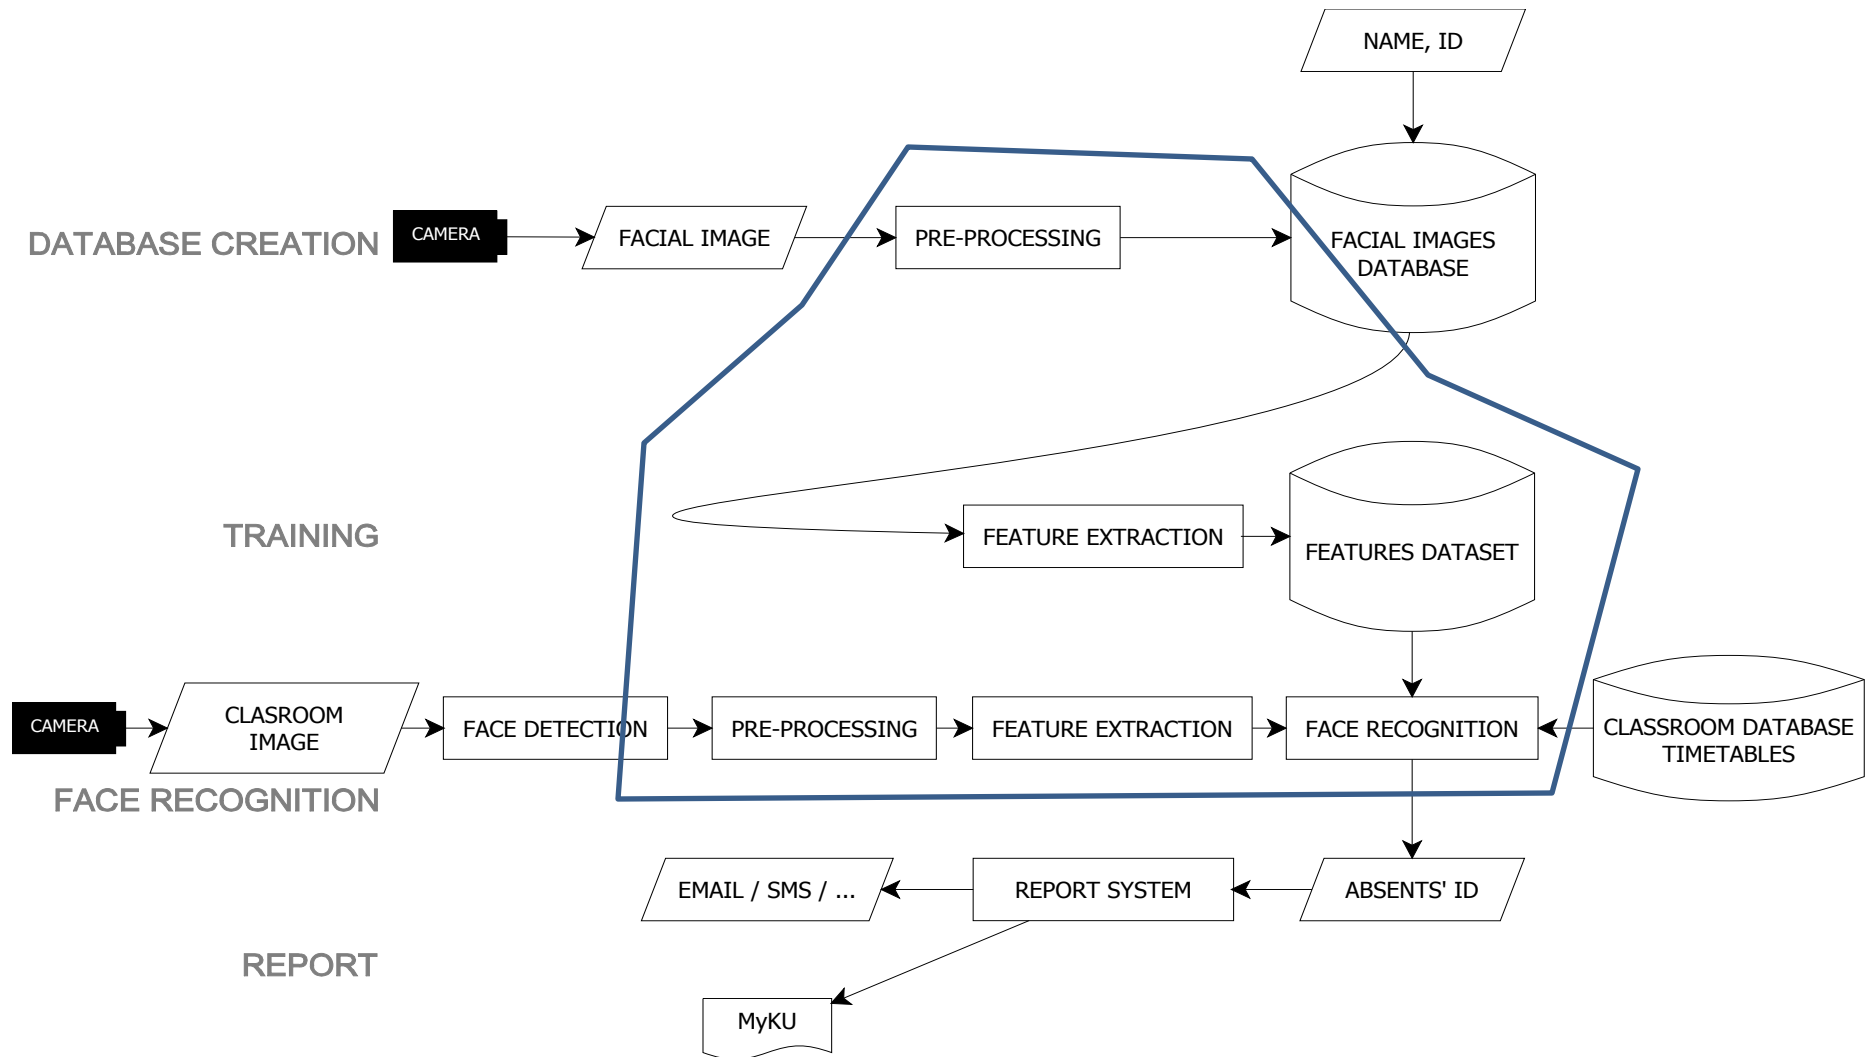 NAME, ID
DATABASE CREATION
CAMERA
FACIAL IMAGE
PRE-PROCESSING
FACIAL IMAGES
DATABASE
TRAINING
FEATURE EXTRACTION
FEATURES DATASET
CAMERA
CLASROOM
IMAGE
FACE DETECTION
PRE-PROCESSING
FEATURE EXTRACTION
FACE RECOGNITION
CLASSROOM DATABASE
TIMETABLES
FACE RECOGNITION
EMAIL / SMS / ...
REPORT SYSTEM
ABSENTS' ID
REPORT
MyKU